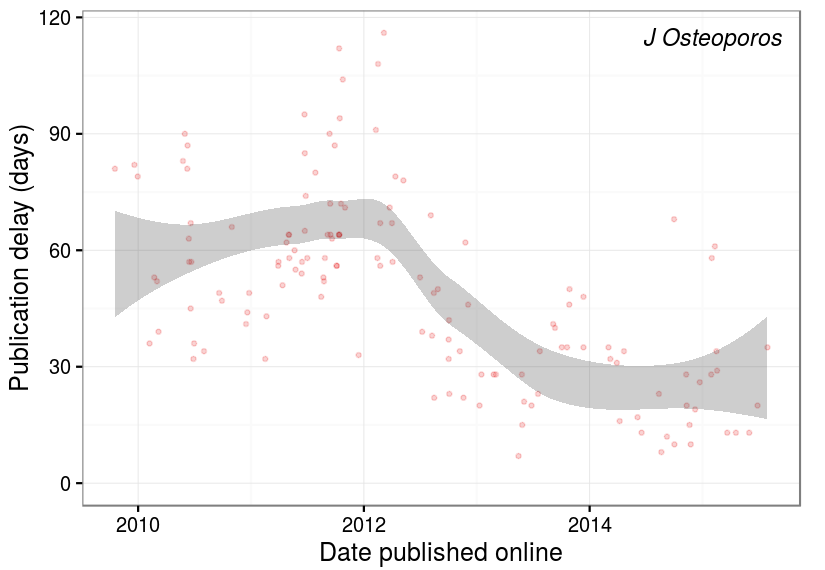 J Osteoporos
120
90
60
30
0
Publication delay (days)
2010 2012 2014
Date published online